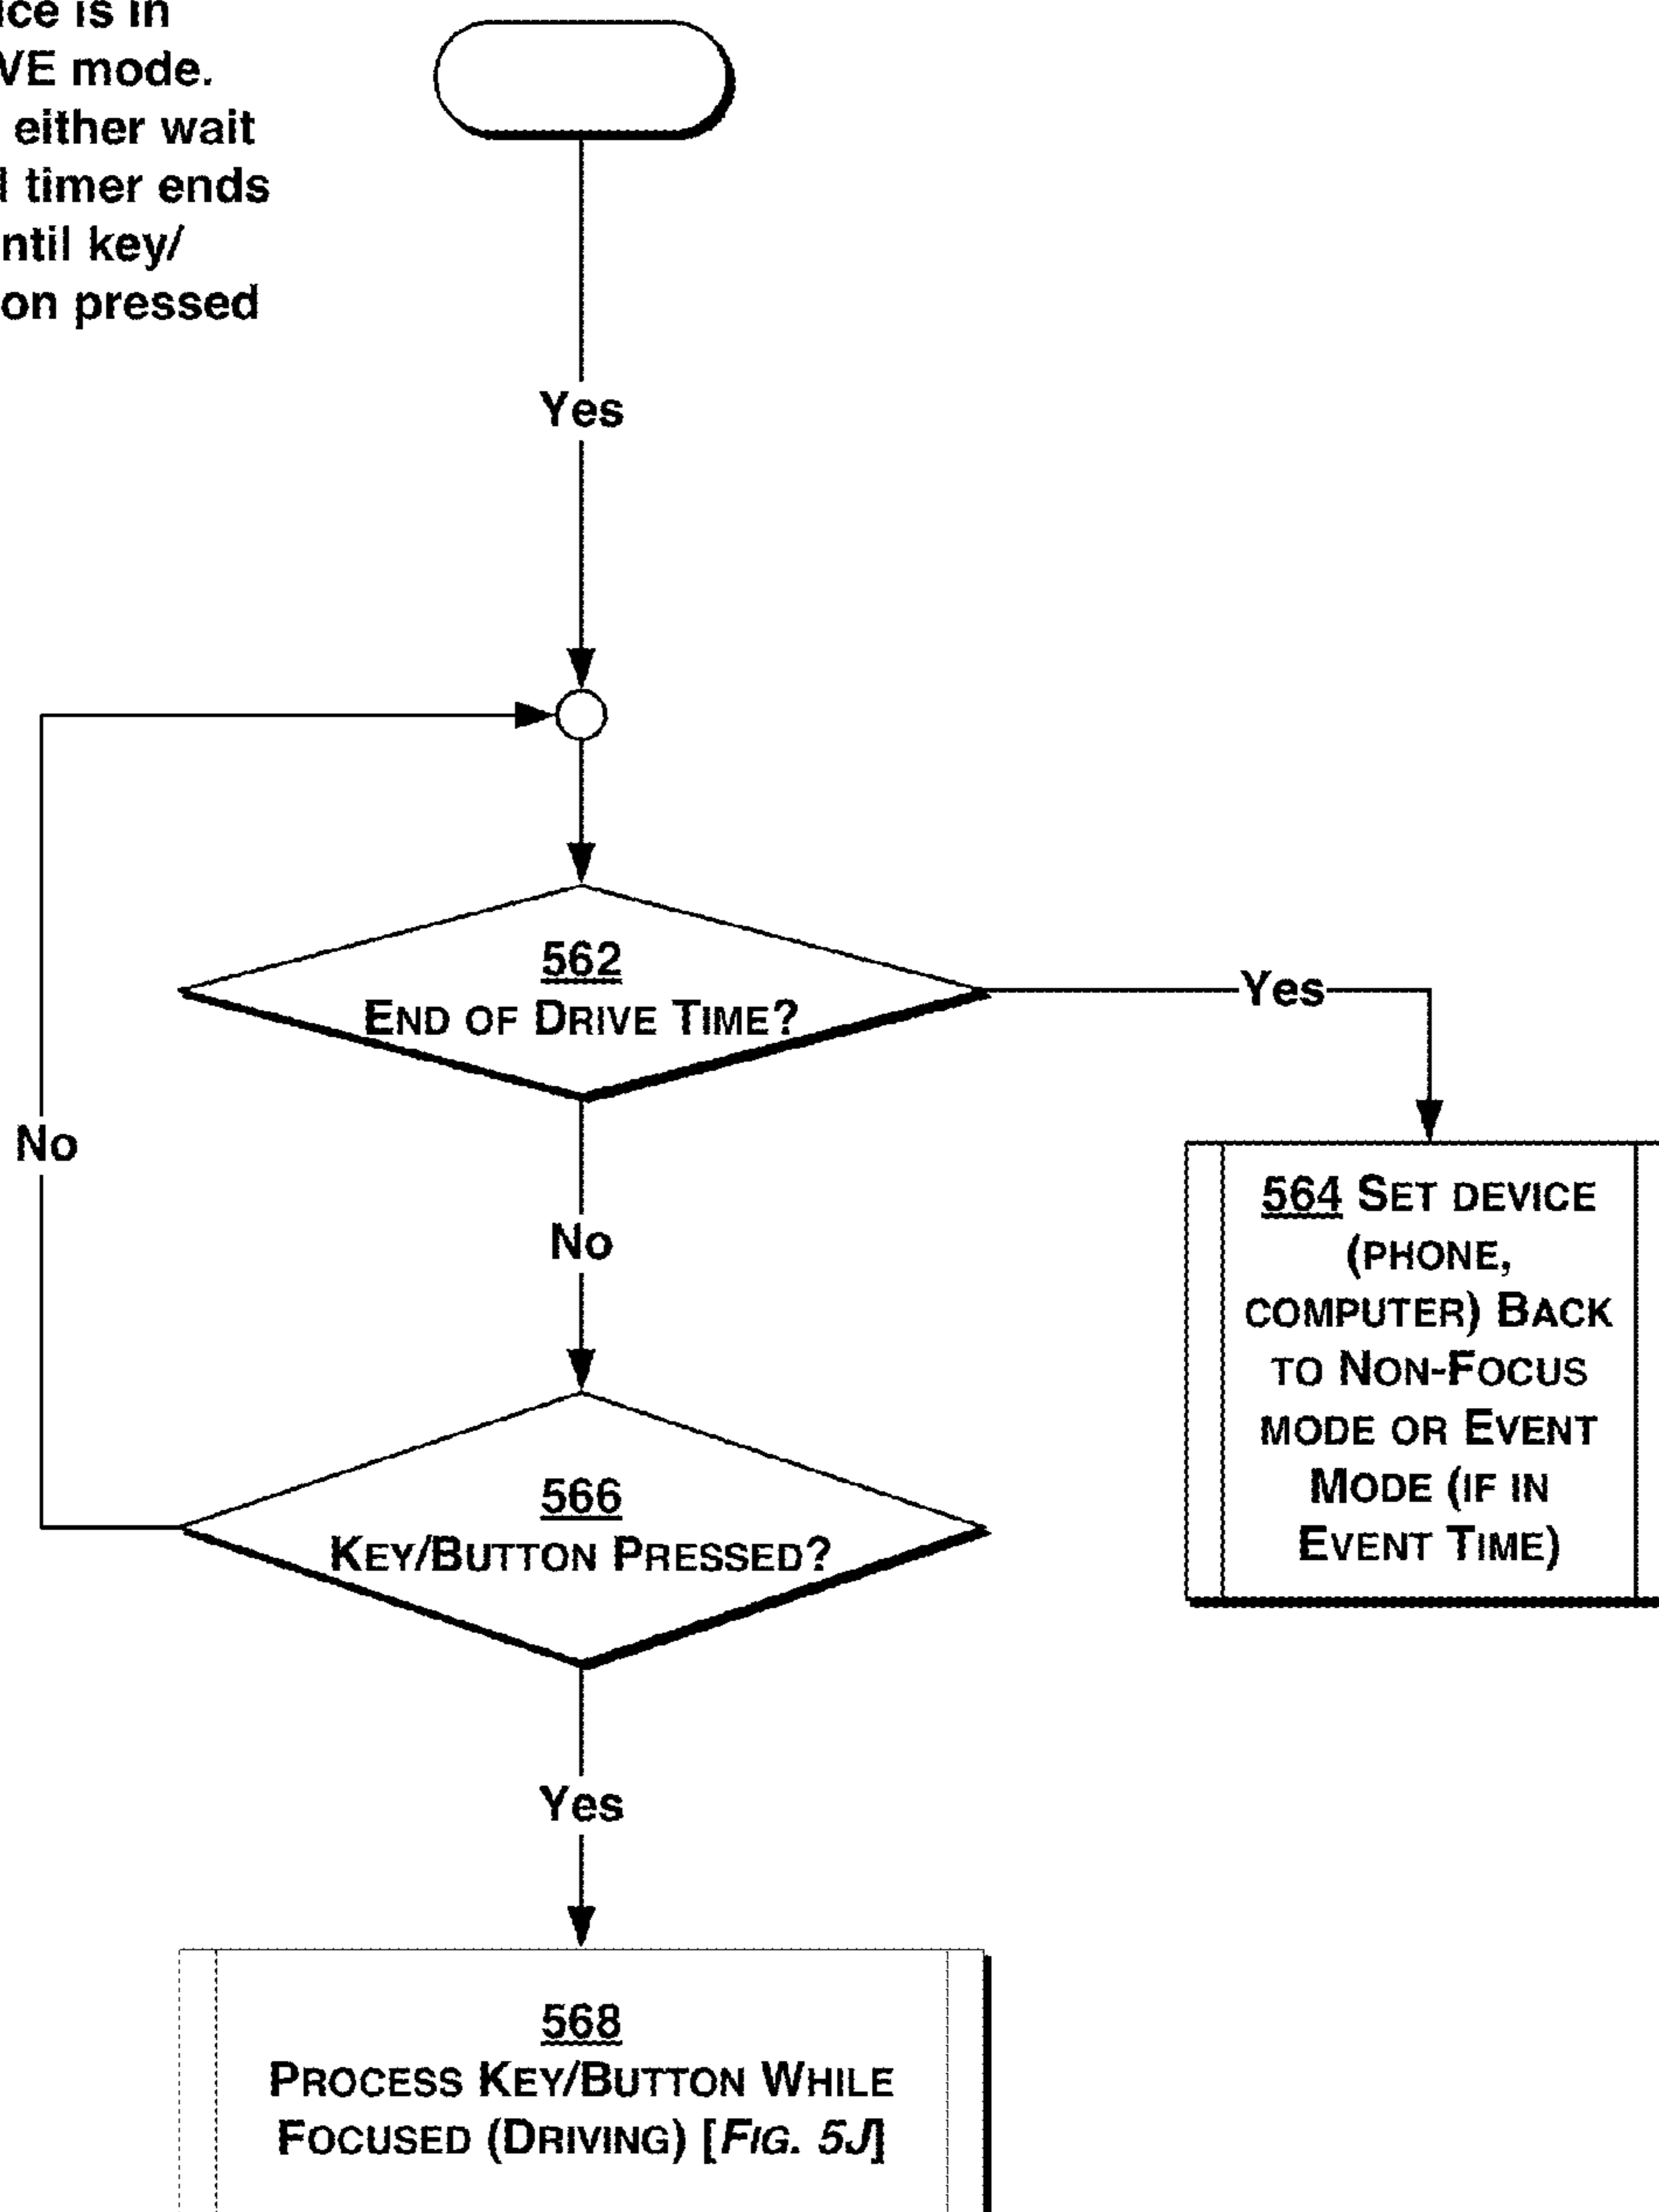 ice is in
VE mode.
either wait
timer ends
ntil key/
on pressed
Yes
562
END OF DRIVE TIME?
Yes
No
No
564 SET DEVICE
(PHONE,
COMPUTER) BACK
TO NON-FOCUS
MODE OR EVENT
MODE (IF IN
EVENT TIME)
566
KEY/BUTTON PRESSED?
Yes
568
PROCESS KEY/BUTTON WHILE
FOCUSED (DRIVING) [FIG. 5J]